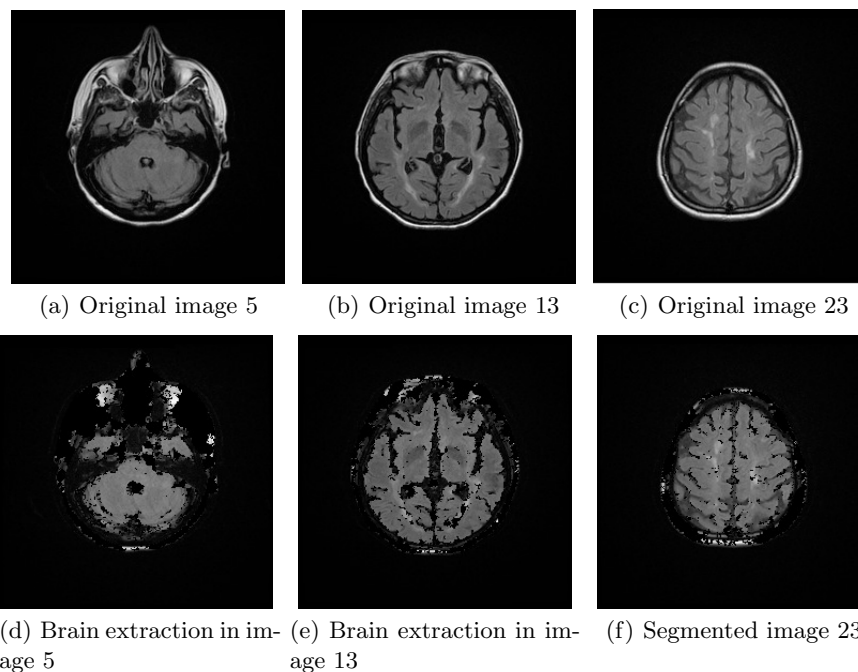 (a) Original image 5
(b) Original image 13
(c) Original image 23
(d) Brain extraction in im-
age 5
(e) Brain extraction in im-
age 13
(f) Segmented image 23